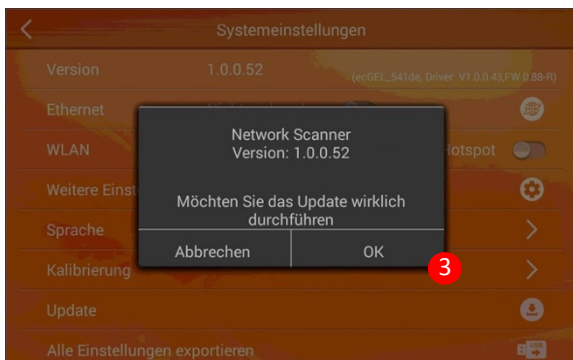 Systemeinstellungen
Version 1.0.0.52 (ecGEL_541de, Driver: V1.0.0.43,FW 0.88-R)
Ethernet
Network Scanner
Version: 1.0.0.52
WLAN
Weitere Einst
Möchten Sie das Update wirklich
durchführen
Sprache
Abbrechen OK
3
Kalibrierung
Update
Alle Einstellungen exportieren